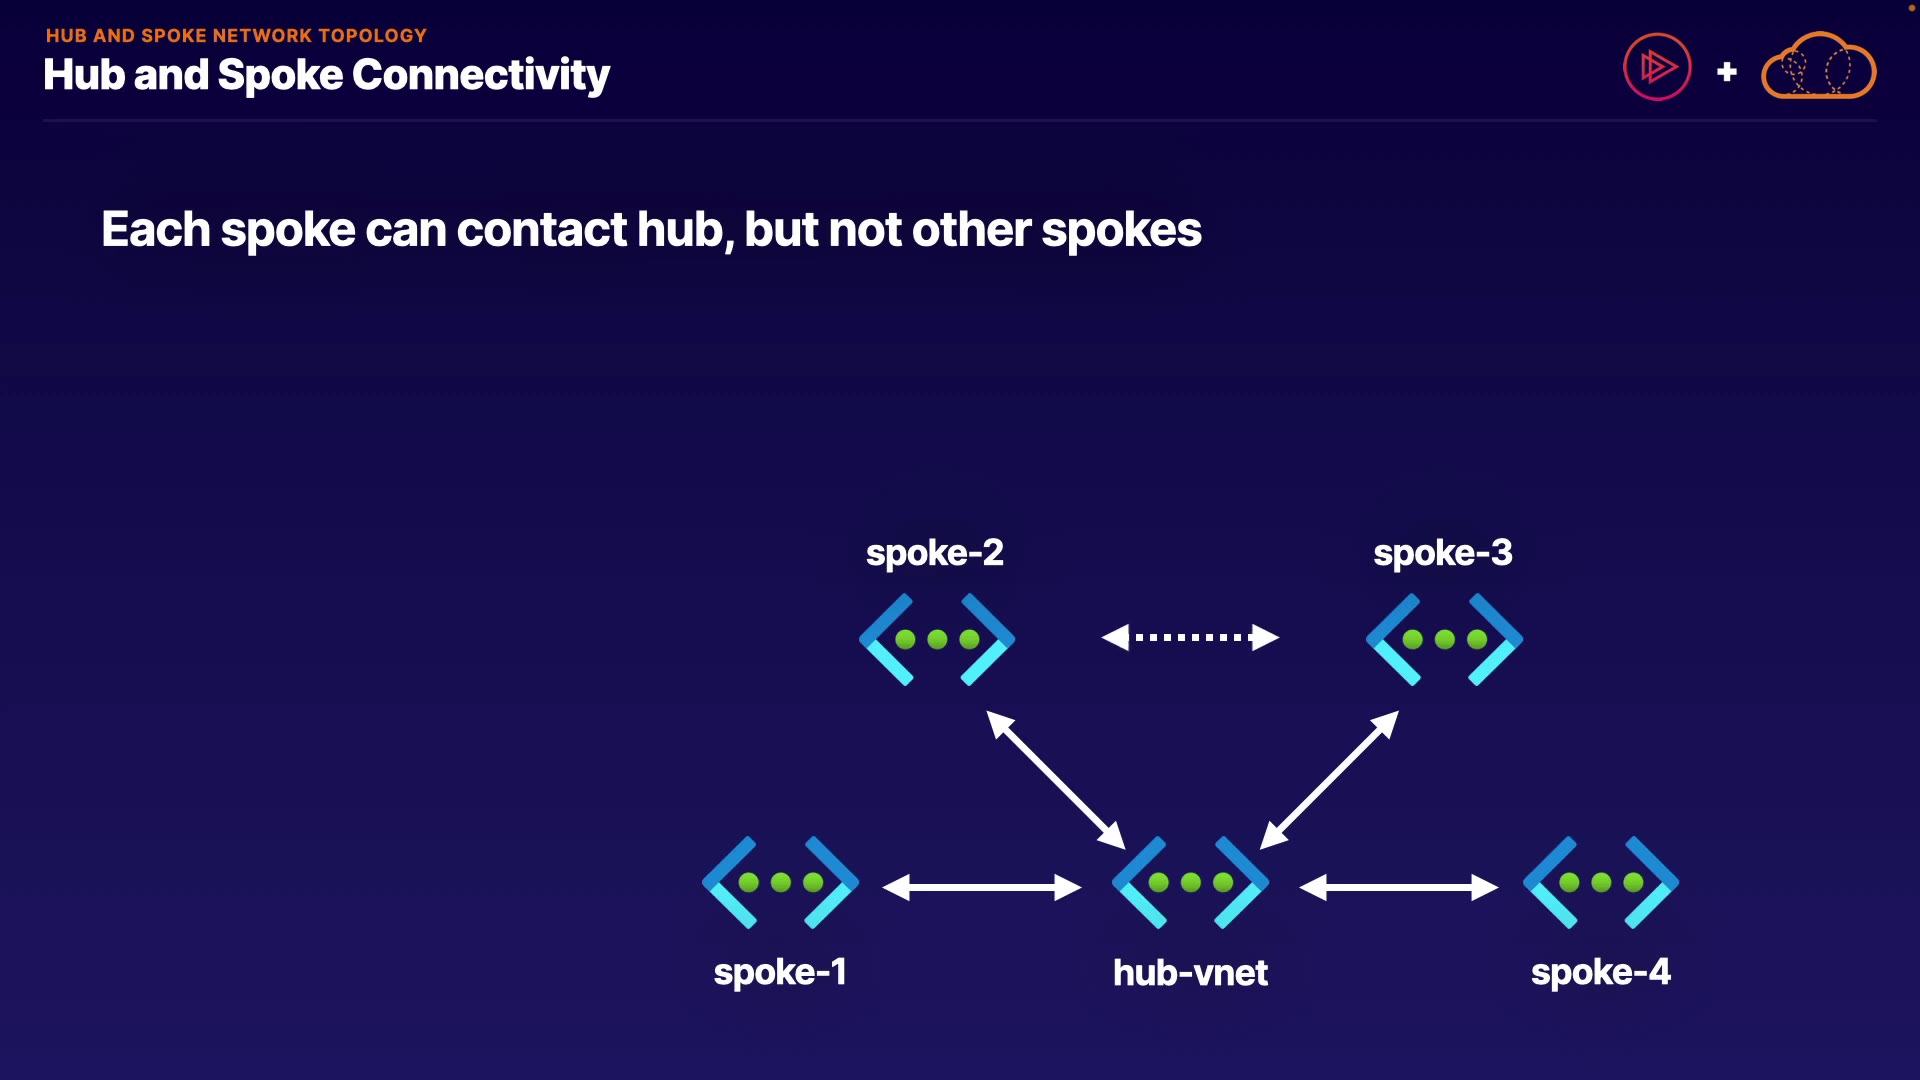 HUB AND SPOKE NETWORK TOPOLOGY
Hub and Spoke Connectivity
+
Each spoke can contact hub, but not other spokes
spoke-2
spoke-3
spoke-1
hub-vnet
spoke-4